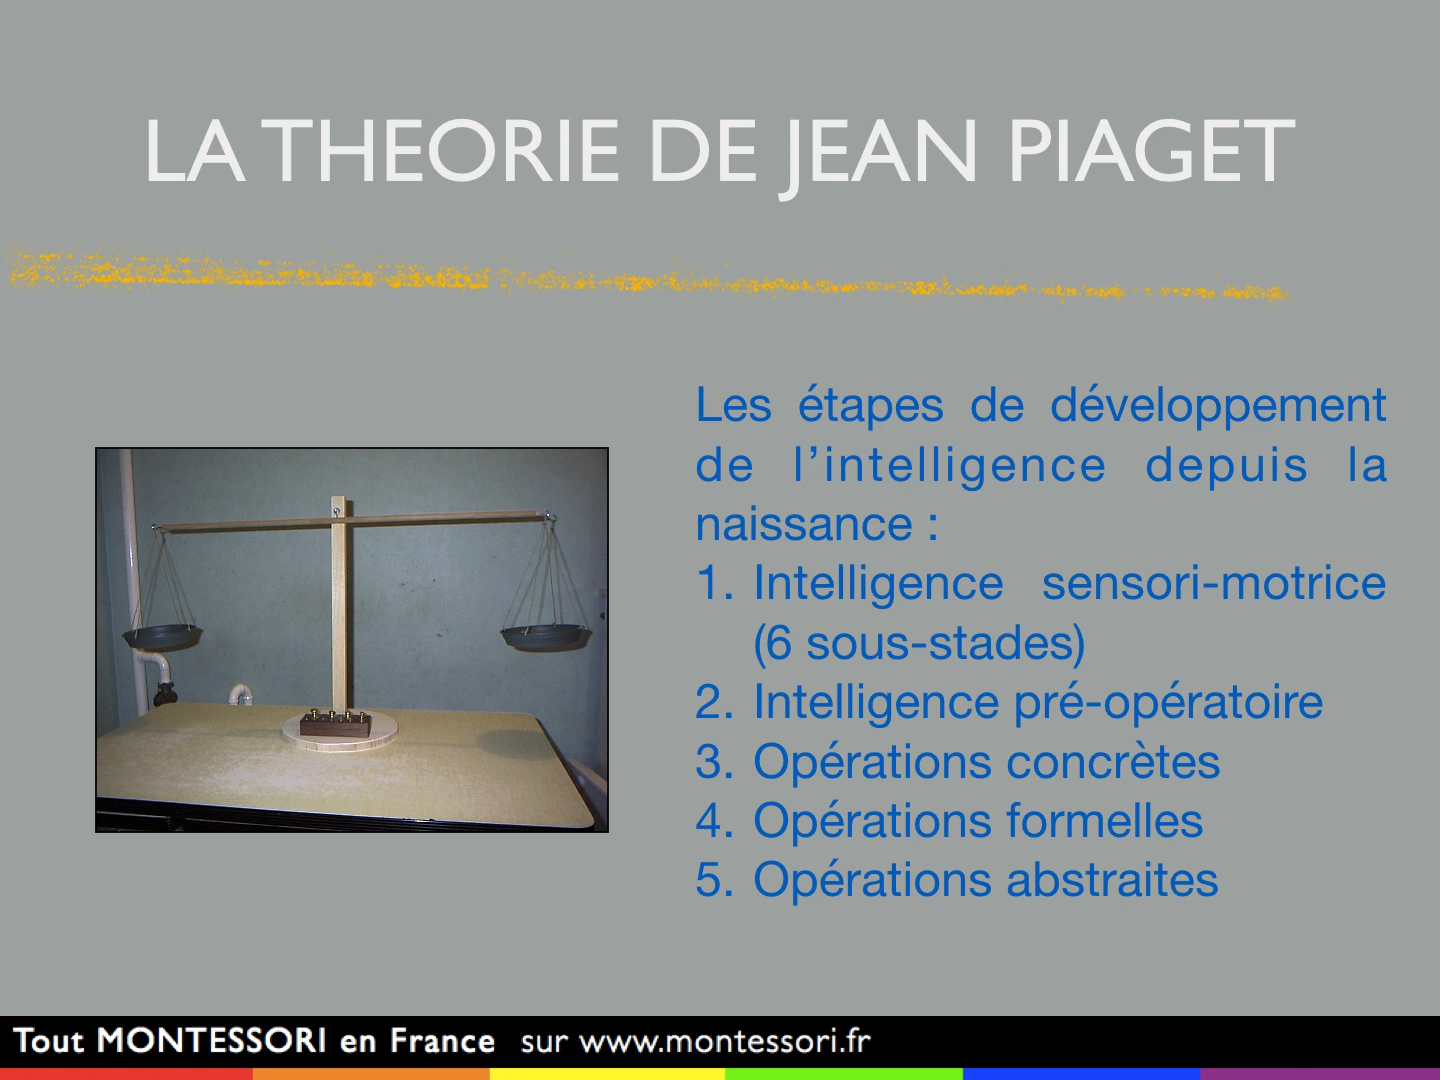 LA THEORIE DE JEAN PIAGET
Les étapes de développement
de l’intelligence depuis la
naissance :
1. Intelligence sensori-motrice
(6 sous-stades)
2. Intelligence pré-opératoire
3. Opérations concrètes
4. Opérations formelles
5. Opérations abstraites
Tout MONTESSORI en France sur www.montessori.fr